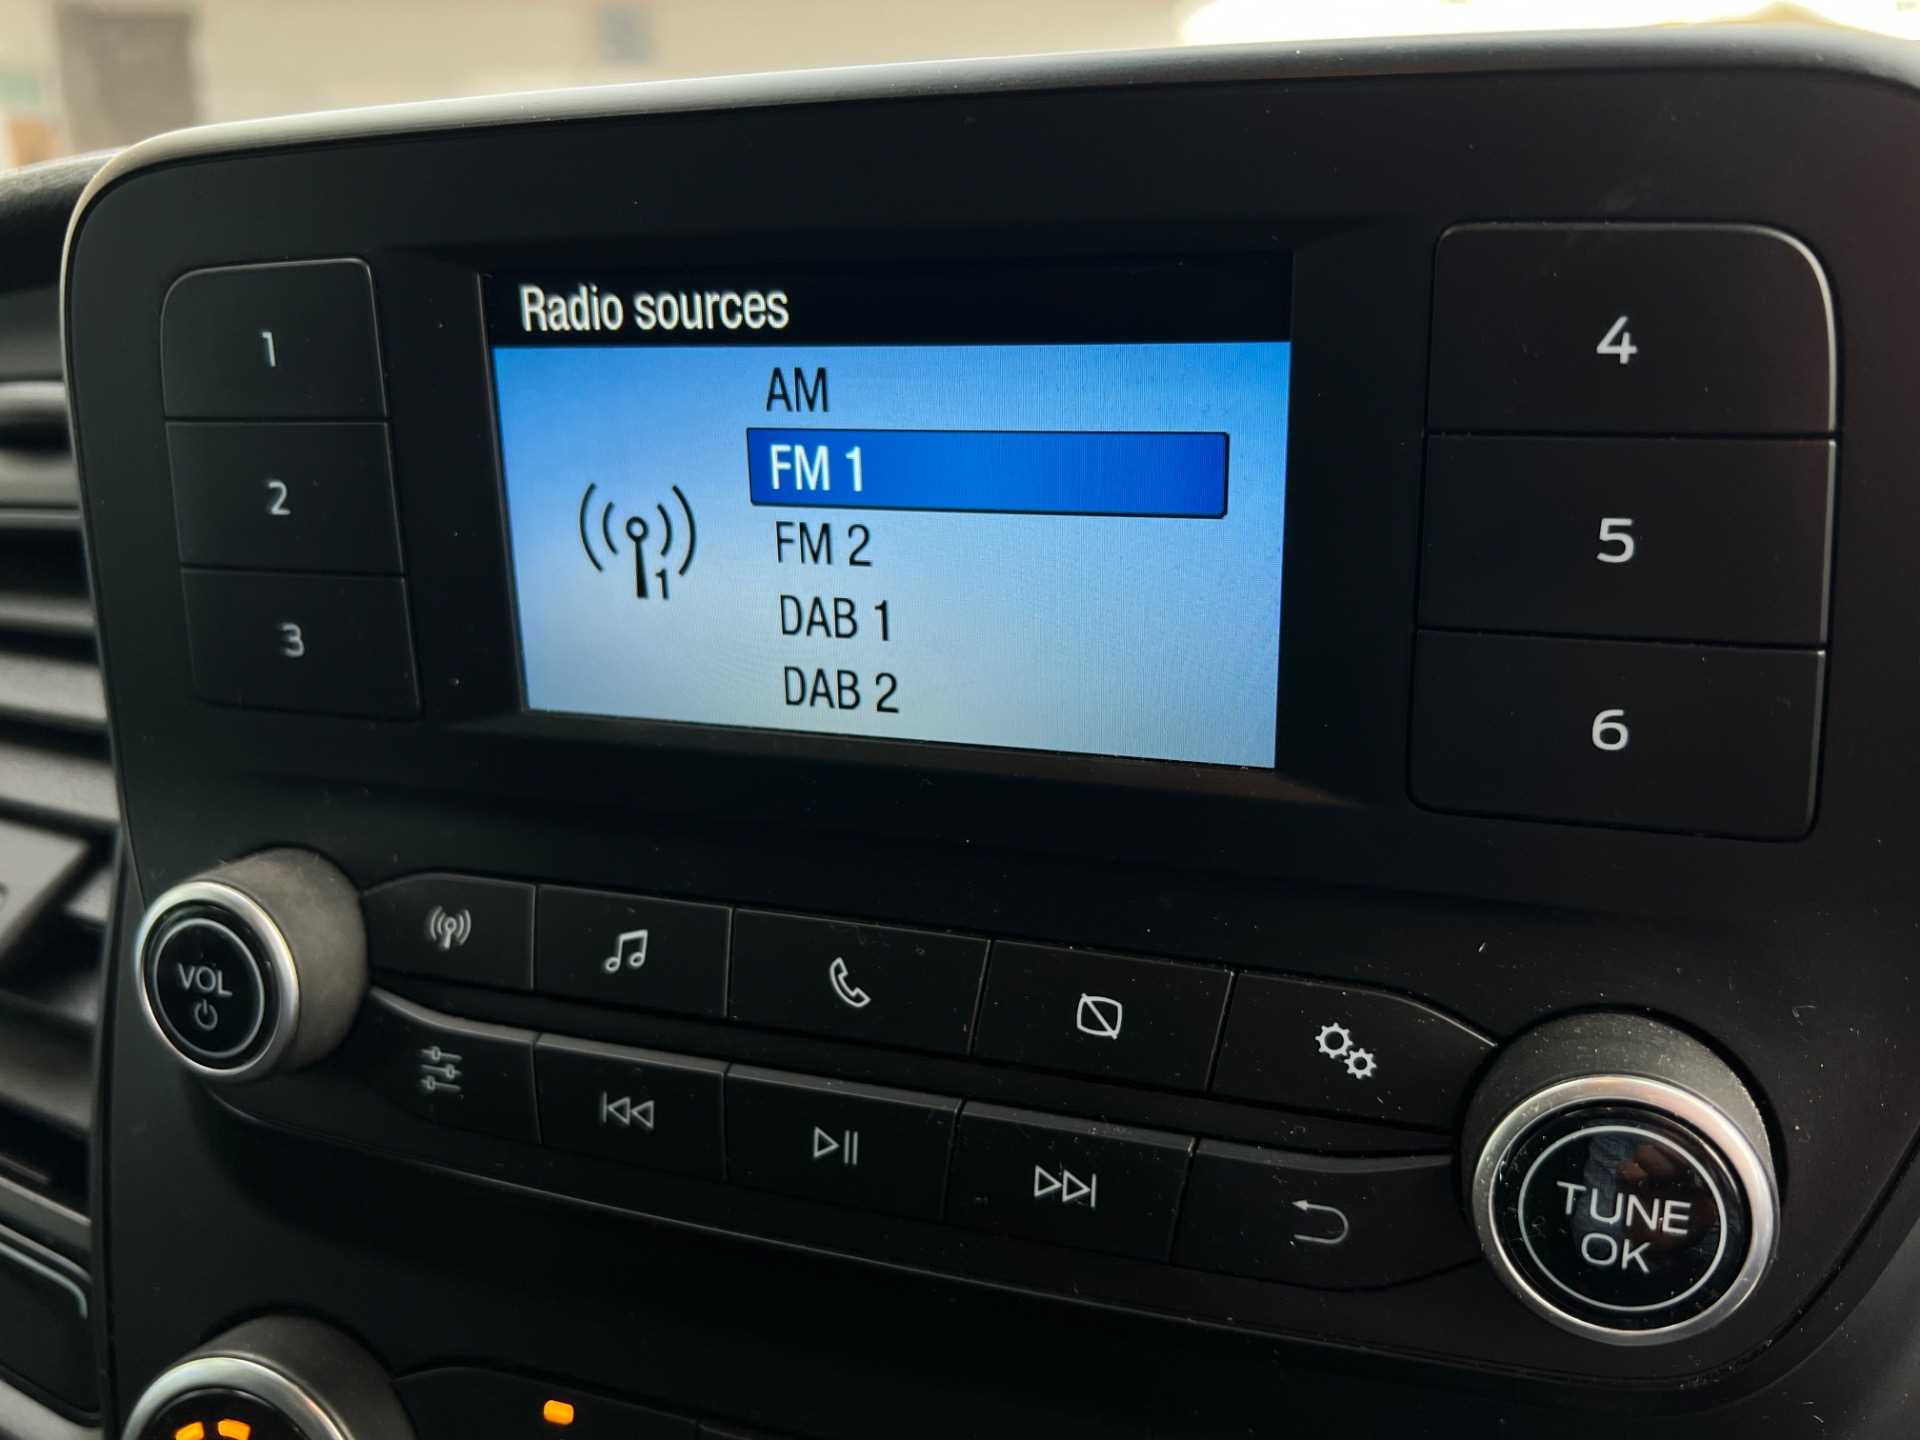 Radio sources
AM
FM 1
FM 2
DAB 1
DAB 2
1
1
2
3
4
5
6
VOL
TUNE
OK